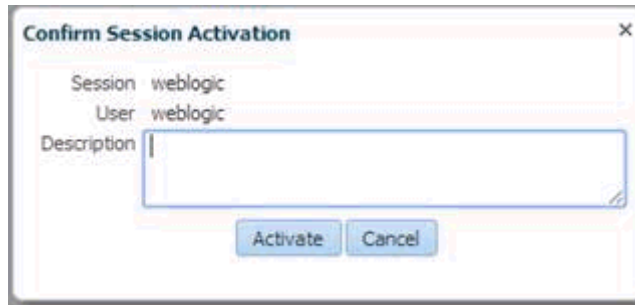 Confirm Session Activation
Session weblogic
User weblogic
Description
Activate Cancel